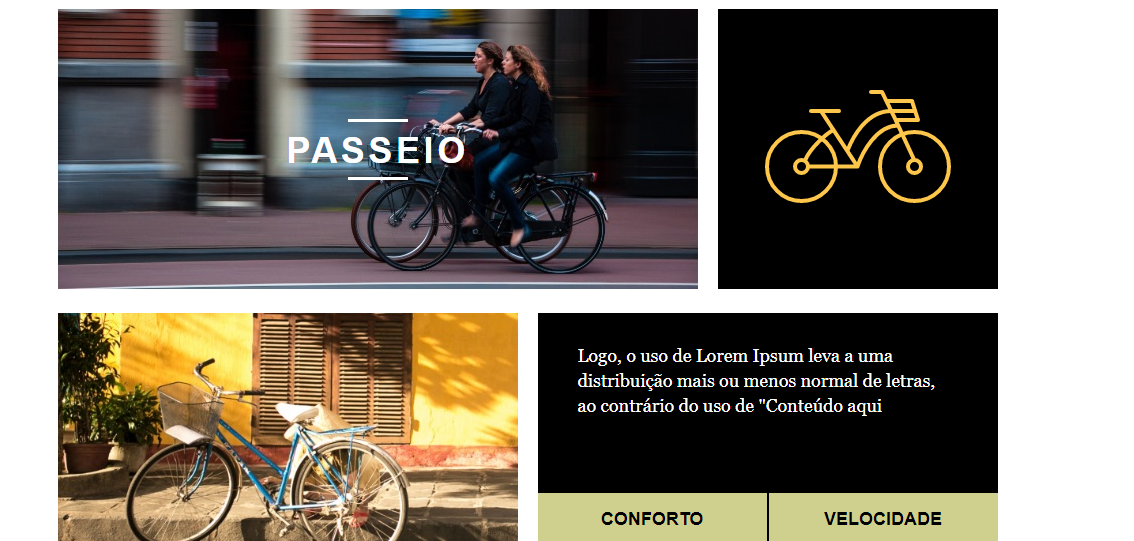 PASSEIO
Logo, o uso de Lorem Ipsum leva a uma
distribuição mais ou menos normal de letras,
ao contrário do uso de "Conteúdo aqui
CONFORTO
VELOCIDADE